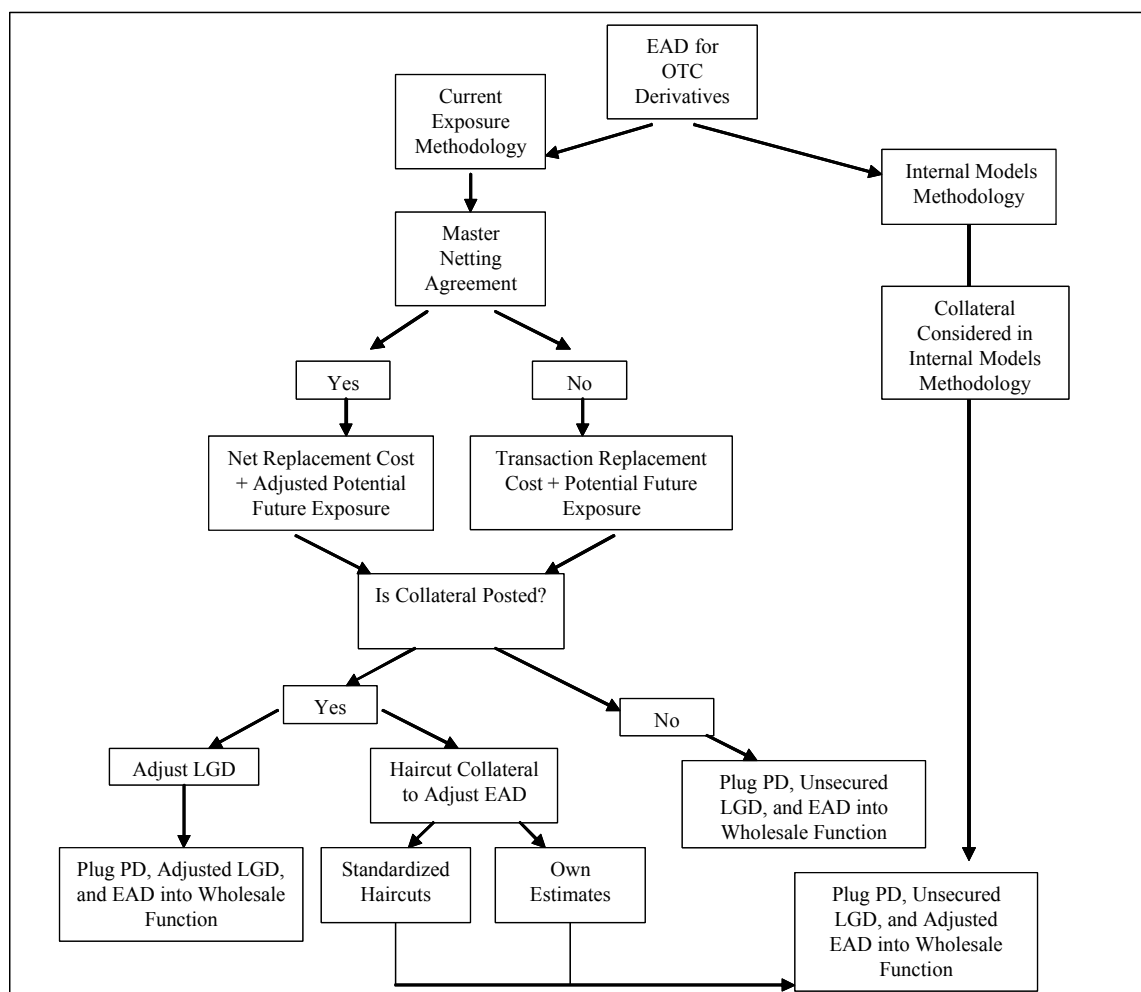 EAD for
OTC
Derivatives
Current
Exposure
Methodology
Internal Models
Methodology
Master
Netting
Agreement
Collateral
Considered in
Internal Models
Methodology
Yes
No
Net Replacement Cost
+ Adjusted Potential
Future Exposure
Transaction Replacement
Cost + Potential Future
Exposure
Is Collateral Posted?
Yes
No
Adjust LGD
Haircut Collateral
to Adjust EAD
Plug PD, Unsecured
LGD, and EAD into
Wholesale Function
Plug PD, Adjusted LGD,
and EAD into Wholesale
Function
Standardized
Haircuts
Own
Estimates
Plug PD, Unsecured
LGD, and Adjusted
EAD into Wholesale
Function